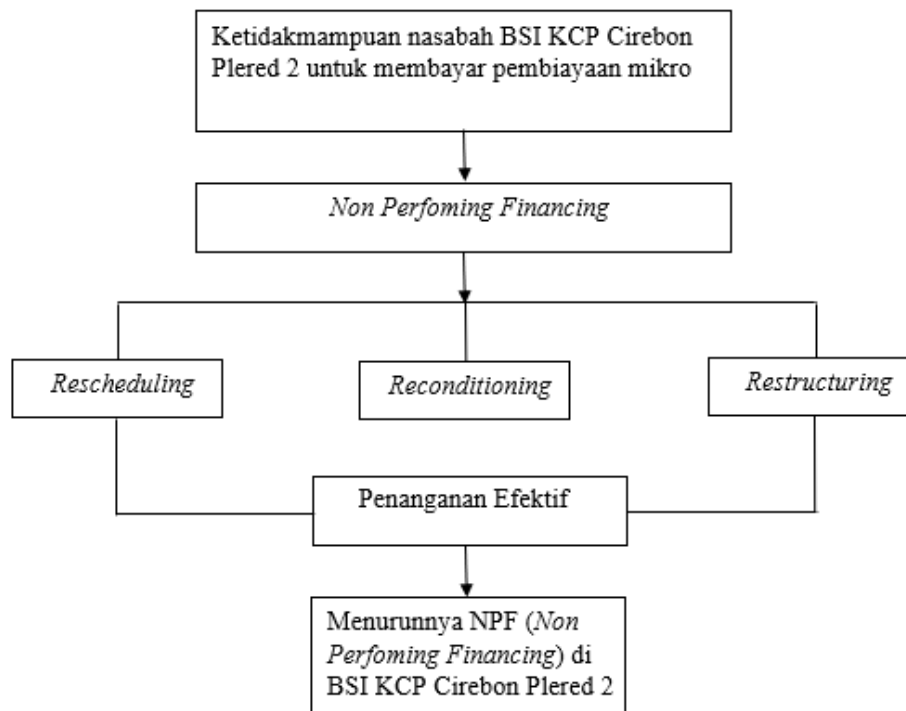 Ketidakmampuan nasabah BSI KCP Cirebon
Plered 2 untuk membayar pembiayaan mikro
Non Perfoming Financing
Rescheduling
Reconditioning
Restructuring
Penanganan Efektif
Menurunnya NPF (Non
Perfoming Financing) di
BSI KCP Cirebon Plered 2